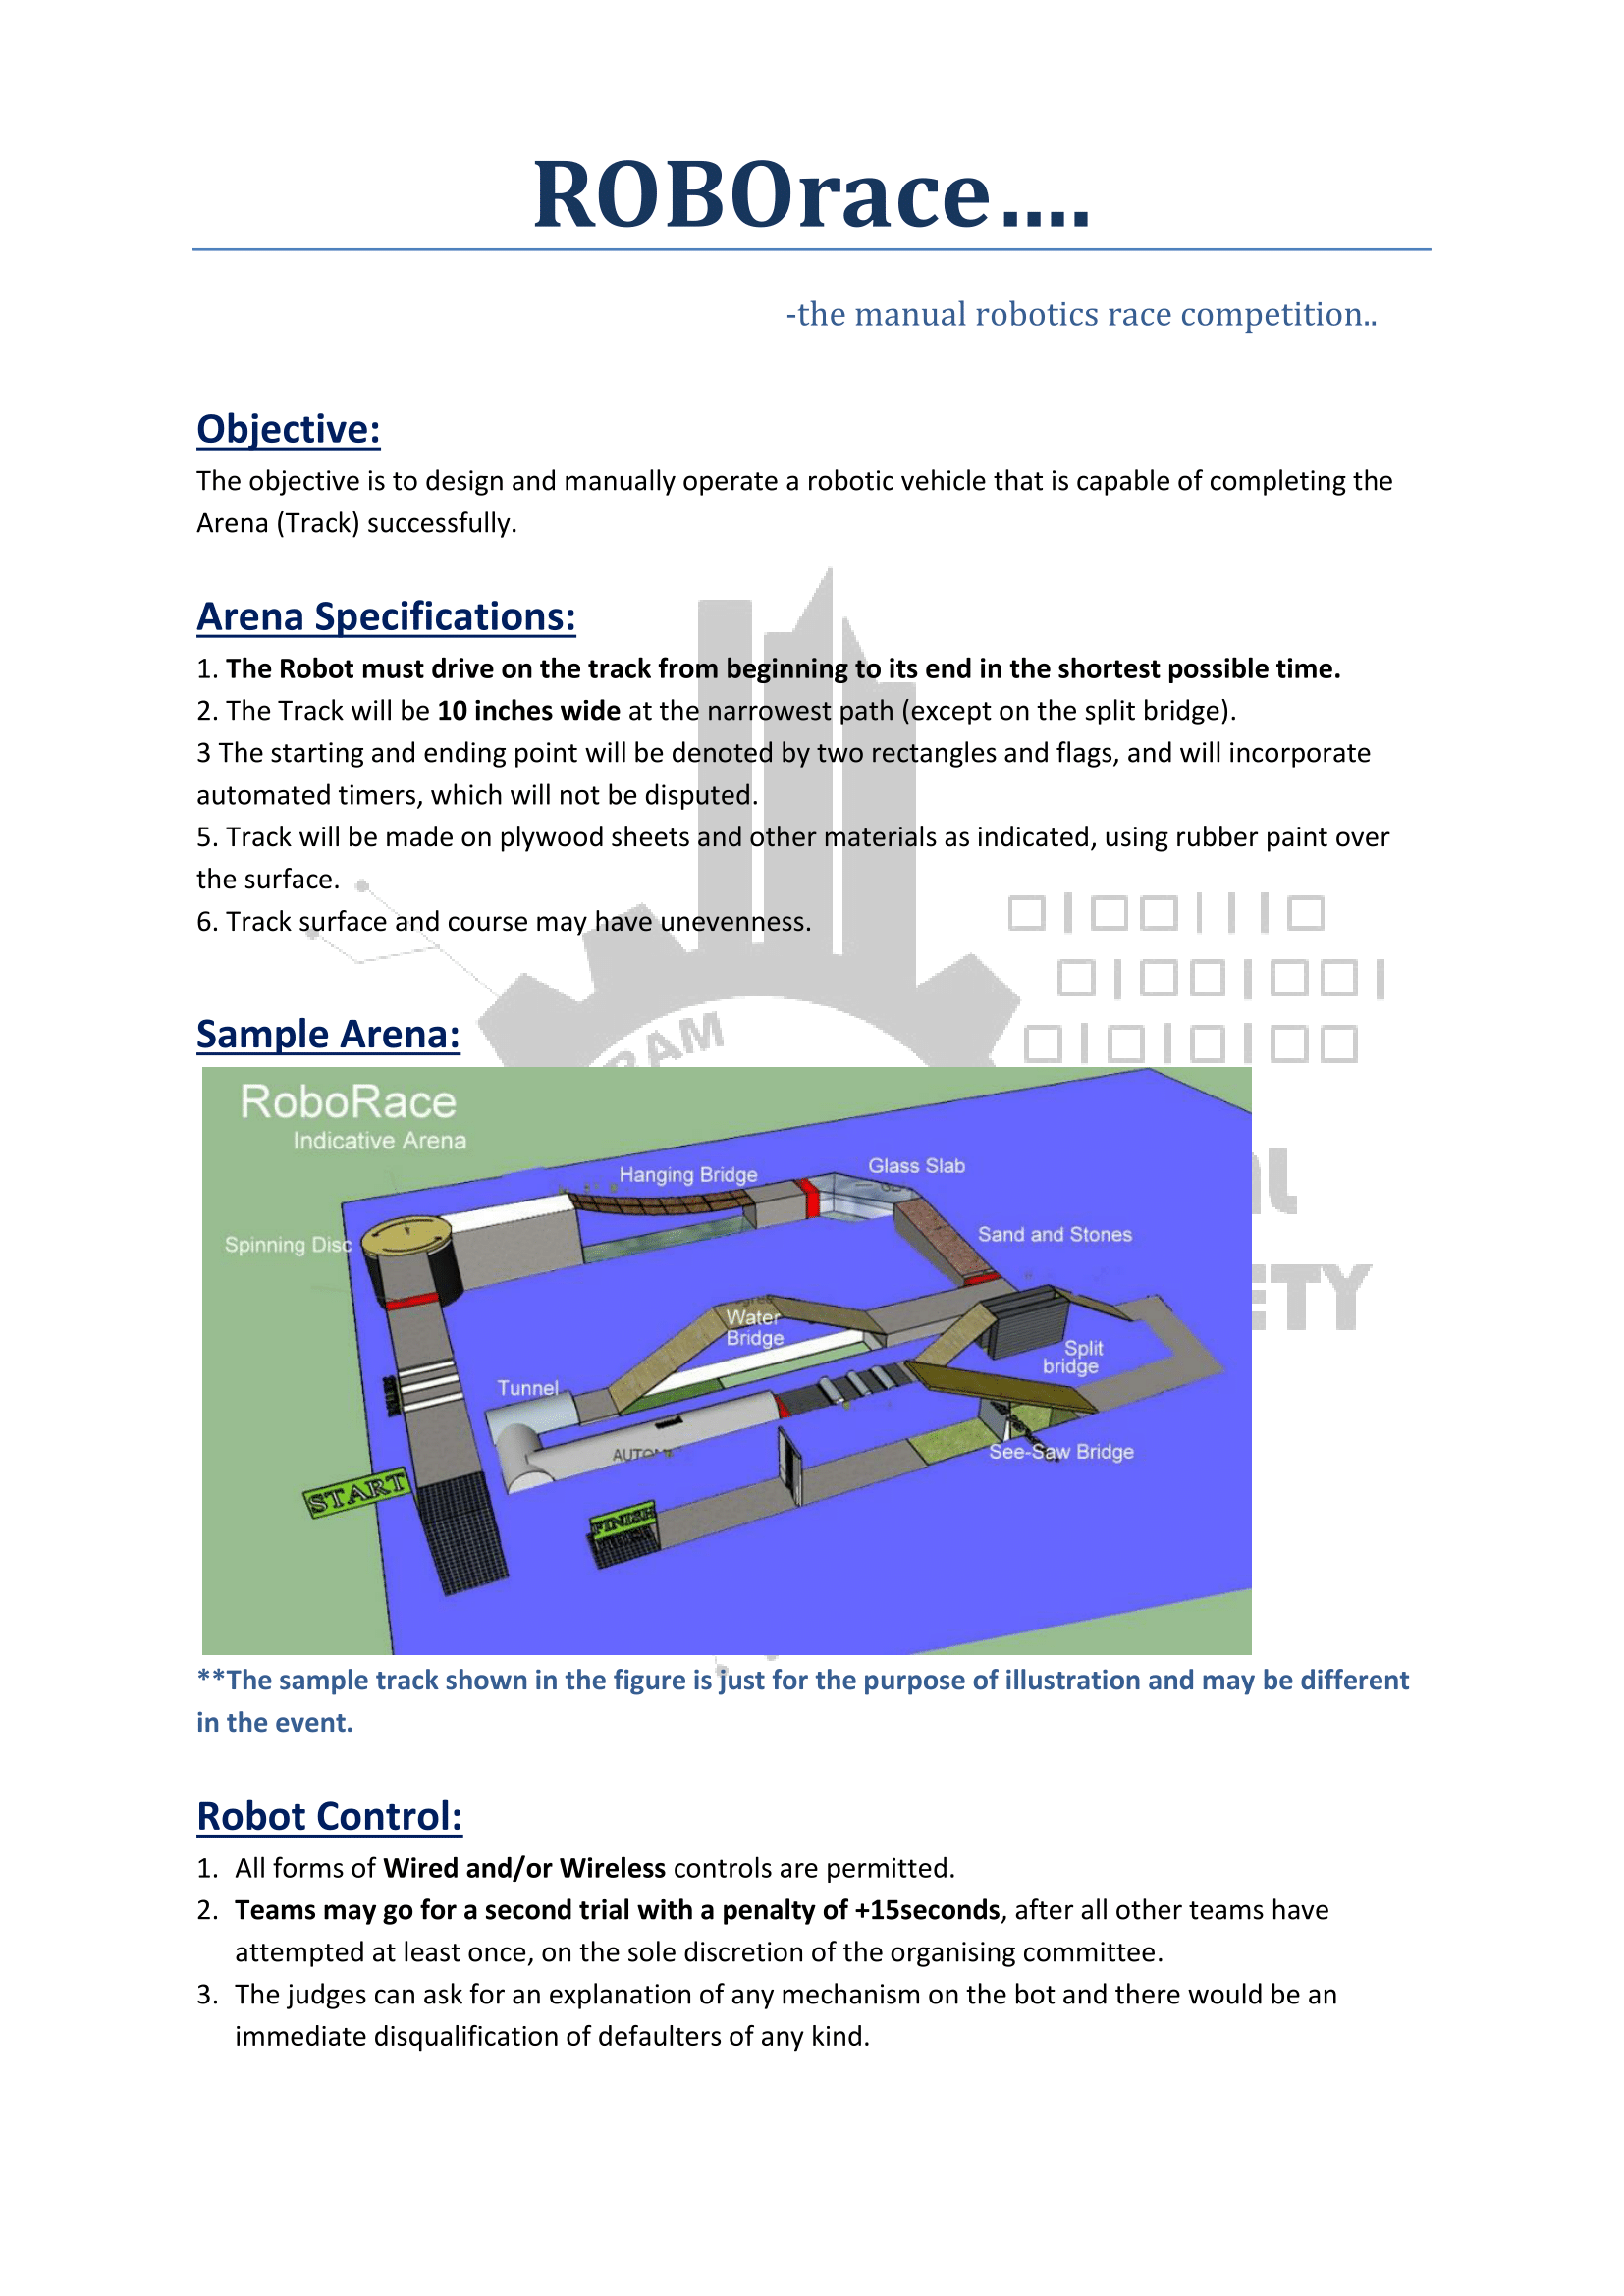 ROBOrace....
-the manual robotics race competition..
Objective:
The objective is to design and manually operate a robotic vehicle that is capable of completing the
Arena (Track) successfully.
Arena Specifications:
1. The Robot must drive on the track from beginning to its end in the shortest possible time.
2. The Track will be 10 inches wide at the narrowest path (except on the split bridge).
3 The starting and ending point will be denoted by two rectangles and flags, and will incorporate
automated timers, which will not be disputed.
5. Track will be made on plywood sheets and other materials as indicated, using rubber paint over
the surface.
6. Track surface and course may have unevenness.
Sample Arena:
RoboRace
Indicative Arena
Hanging Bridge
Glass Slab
Spinning Disc
Sand and Stones
Water
Bridge
Split
bridge
Tunnel
See-Saw Bridge
START
FINISH
**The sample track shown in the figure is just for the purpose of illustration and may be different
in the event.
Robot Control:
1. All forms of Wired and/or Wireless controls are permitted.
2. Teams may go for a second trial with a penalty of +15seconds, after all other teams have
attempted at least once, on the sole discretion of the organising committee.
3. The judges can ask for an explanation of any mechanism on the bot and there would be an
immediate disqualification of defaulters of any kind.